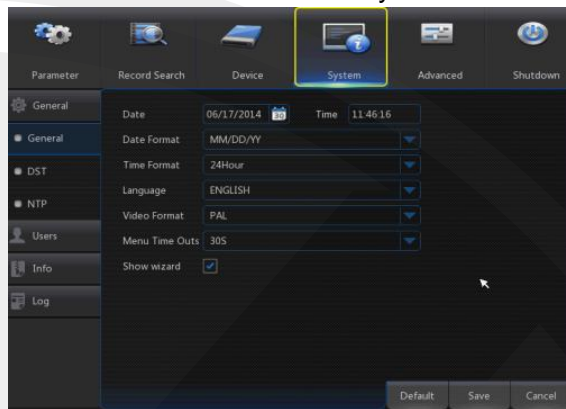 Parameter Record Search Device System Advanced Shutdown
General
General
DST
NTP
Users
Info
Log
Date 06/17/2014 30 Time 11:46:16
Date Format MM/DD/YY
Time Format 24Hour
Language ENGLISH
Video Format PAL
Menu Time Outs 30S
Show wizard
Default Save Cancel